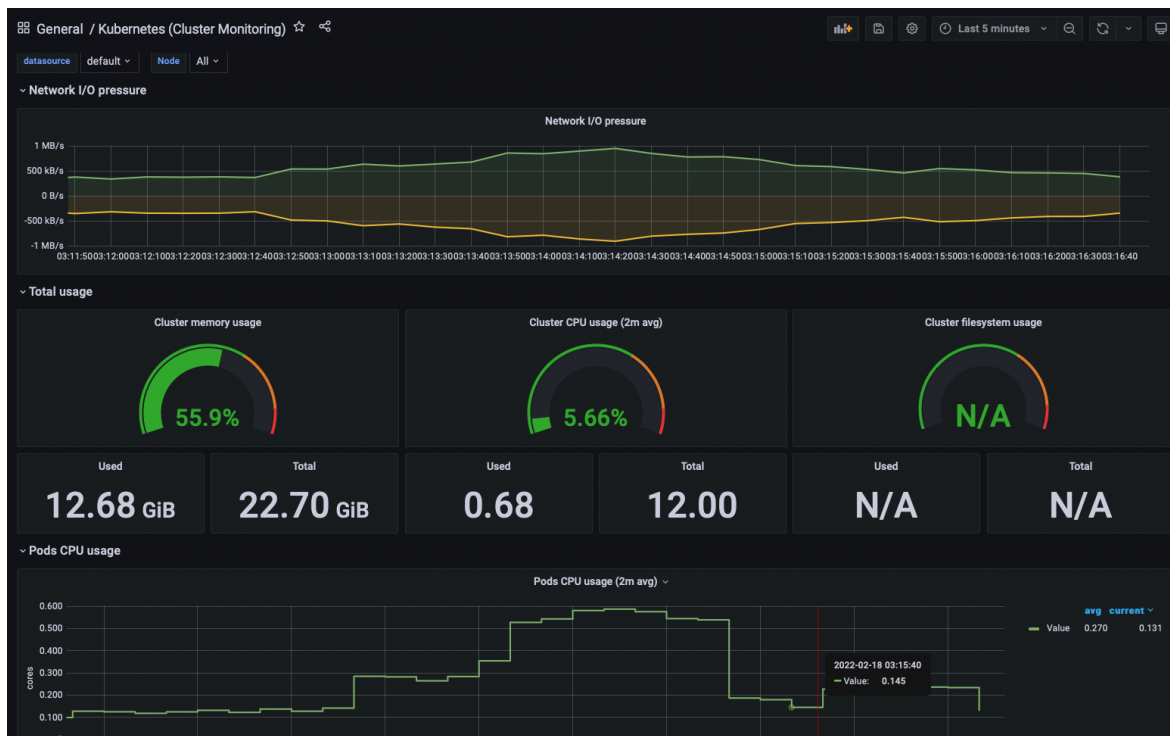 General / Kubernetes (Cluster Monitoring)
Last 5 minutes
datasource default Node All
Network I/O pressure
Network I/O pressure
1 MB/s
500 kB/s
0 B/s
-500 kB/s
-1 MB/s
03:11:50 03:12:00 03:12:10 03:12:20 03:12:30 03:12:40 03:12:50 03:13:00 03:13:10 03:13:20 03:13:30 03:13:40 03:13:50 03:14:00 03:14:10 03:14:20 03:14:30 03:14:40 03:14:50 03:15:00 03:15:10 03:15:20 03:15:30 03:15:40 03:15:50 03:16:00 03:16:10 03:16:20 03:16:30 03:16:40
Total usage
Cluster memory usage
55.9%
Cluster CPU usage (2m avg)
5.66%
Cluster filesystem usage
N/A
Used
12.68 GiB
Total
22.70 GiB
Used
0.68
Total
12.00
Used
N/A
Total
N/A
Pods CPU usage
Pods CPU usage (2m avg)
cores
0.600
0.500
0.400
0.300
0.200
0.100
avg current
Value 0.270 0.131
2022-02-18 03:15:40
Value: 0.145